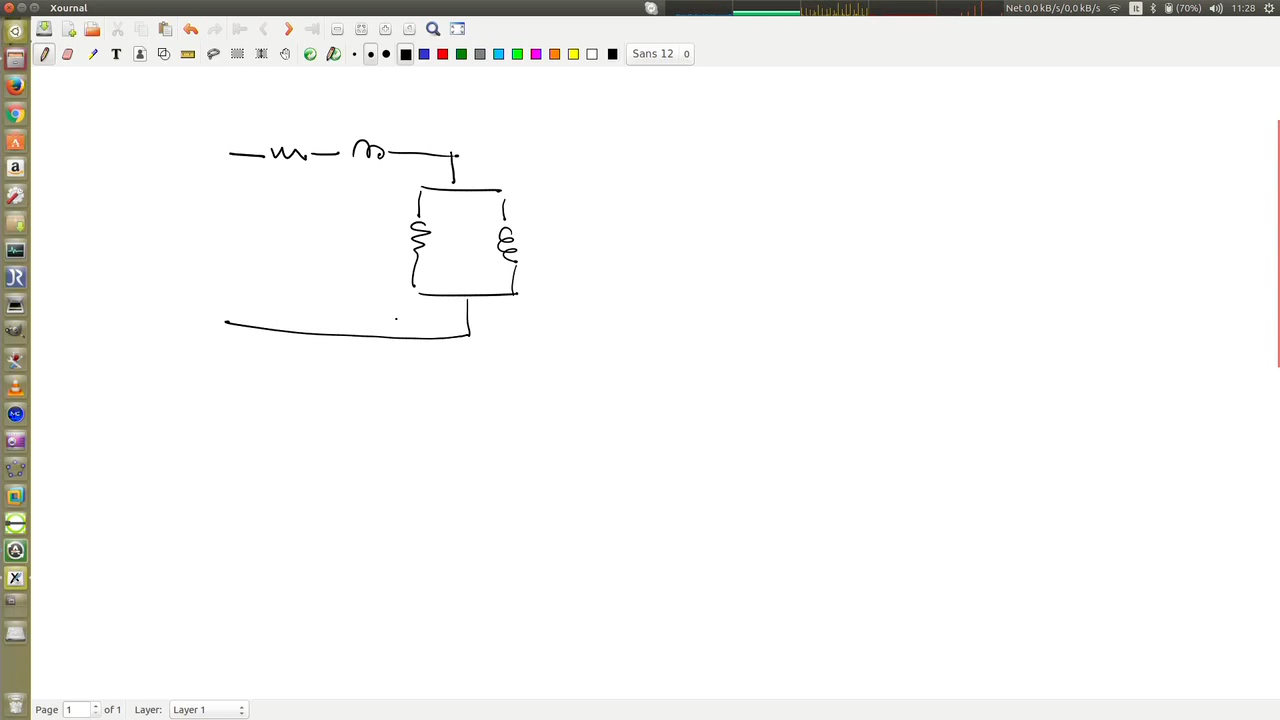 Xournal
Net 0,0 kB/s/0,0 kB/s It (70%) 11:28
Sans 12
Page 1 of 1 Layer: Layer 1